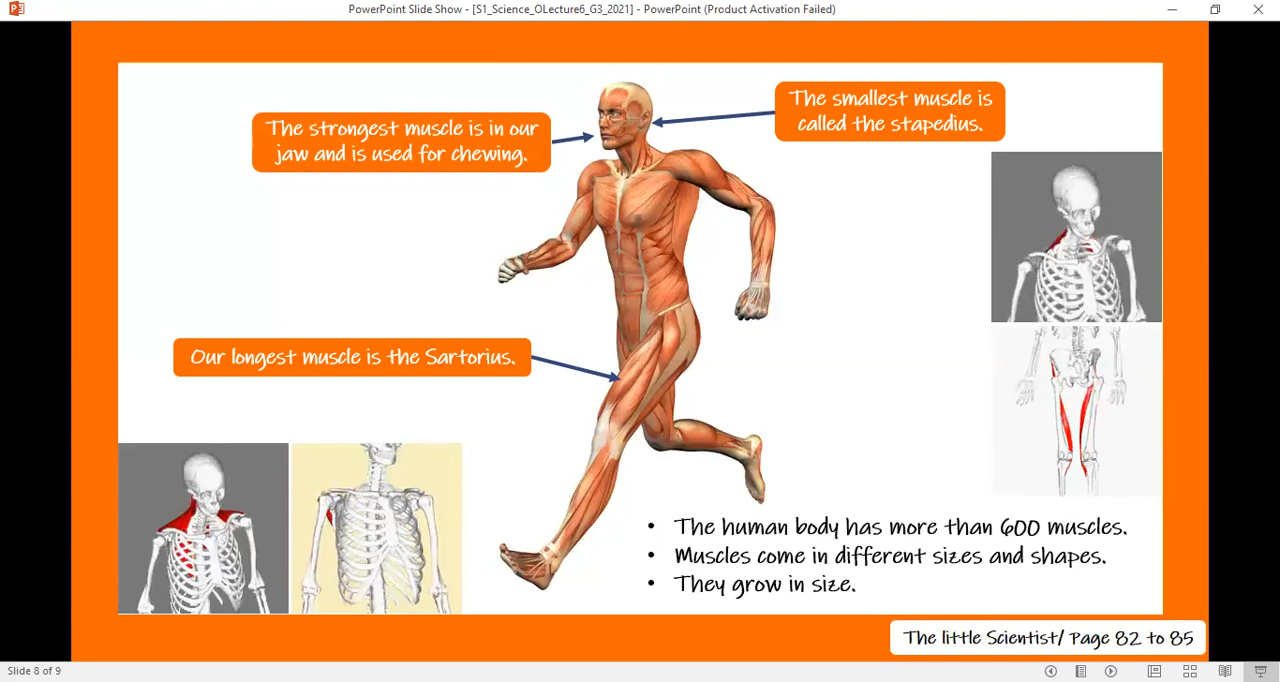 PowerPoint Slide Show - [S1_Science_OLecture6_G3_2021] - PowerPoint (Product Activation Failed)
The strongest muscle is in our
jaw and is used for chewing.
The smallest muscle is
called the stapedius.
Our longest muscle is the Sartorius.
• The human body has more than 600 muscles.
• Muscles come in different sizes and shapes.
• They grow in size.
The little Scientist/ Page 82 to 85
Slide 8 of 9